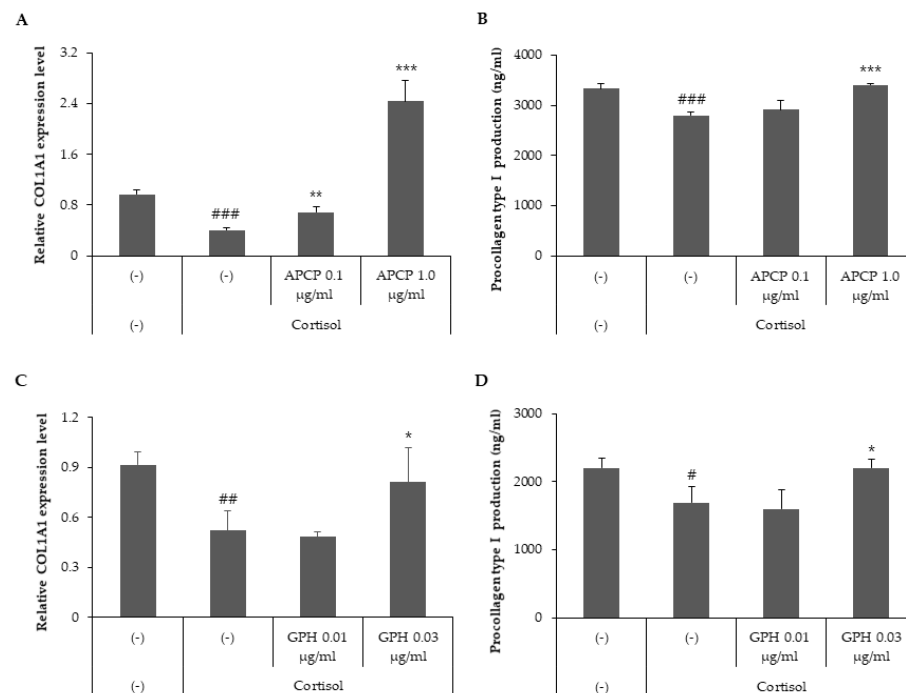 A
Relative COL1A1 expression level
3.2
2.4
1.6
0.8
0
###
**
***
(-) (-) APCP 0.1 μg/ml APCP 1.0 μg/ml
(-) Cortisol
B
Procollagen type I production (ng/ml)
4000
3000
2000
1000
0
###
***
(-) (-) APCP 0.1 μg/ml APCP 1.0 μg/ml
(-) Cortisol
C
Relative COL1A1 expression level
1.2
0.9
0.6
0.3
0
##
*
(-) (-) GPH 0.01 μg/ml GPH 0.03 μg/ml
(-) Cortisol
D
Procollagen type I production (ng/ml)
3000
2000
1000
0
#
*
(-) (-) GPH 0.01 μg/ml GPH 0.03 μg/ml
(-) Cortisol